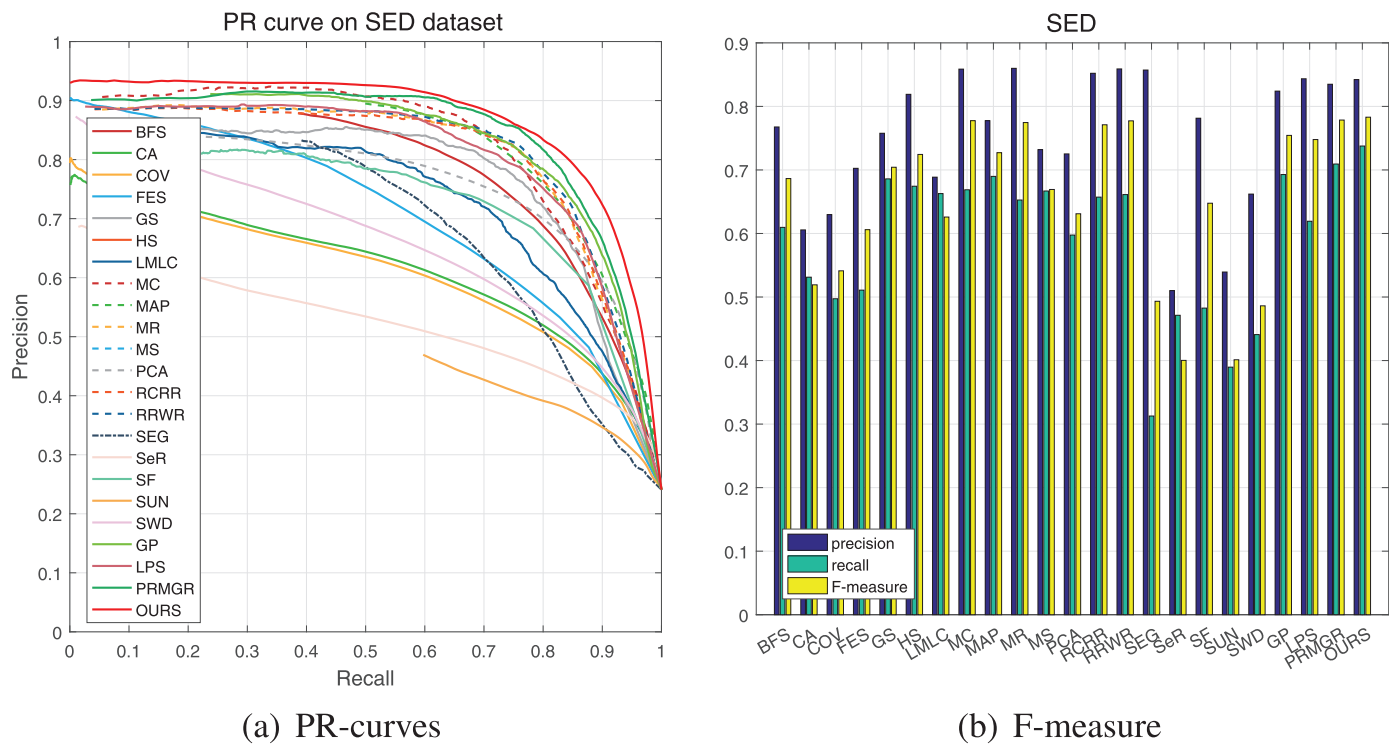 PR curve on SED dataset
1
0.9
0.8
0.7
0.6
0.5
0.4
0.3
0.2
0.1
0
Precision
BFS
CA
COV
FES
GS
HS
LMLC
MC
MAP
MR
MS
PCA
RCRR
RRWR
SEG
SeR
SF
SUN
SWD
GP
LPS
PRMGR
OURS
0 0.1 0.2 0.3 0.4 0.5 0.6 0.7 0.8 0.9 1
Recall
(a) PR-curves
SED
0.9
0.8
0.7
0.6
0.5
0.4
0.3
0.2
0.1
0
precision
recall
F-measure
BFS CA COV FES GS HS LMLC MC MAP MR MS PCA RCRR RRWR SEG SeR SF SUN SWD GP LPS PRMGR OURS
(b) F-measure